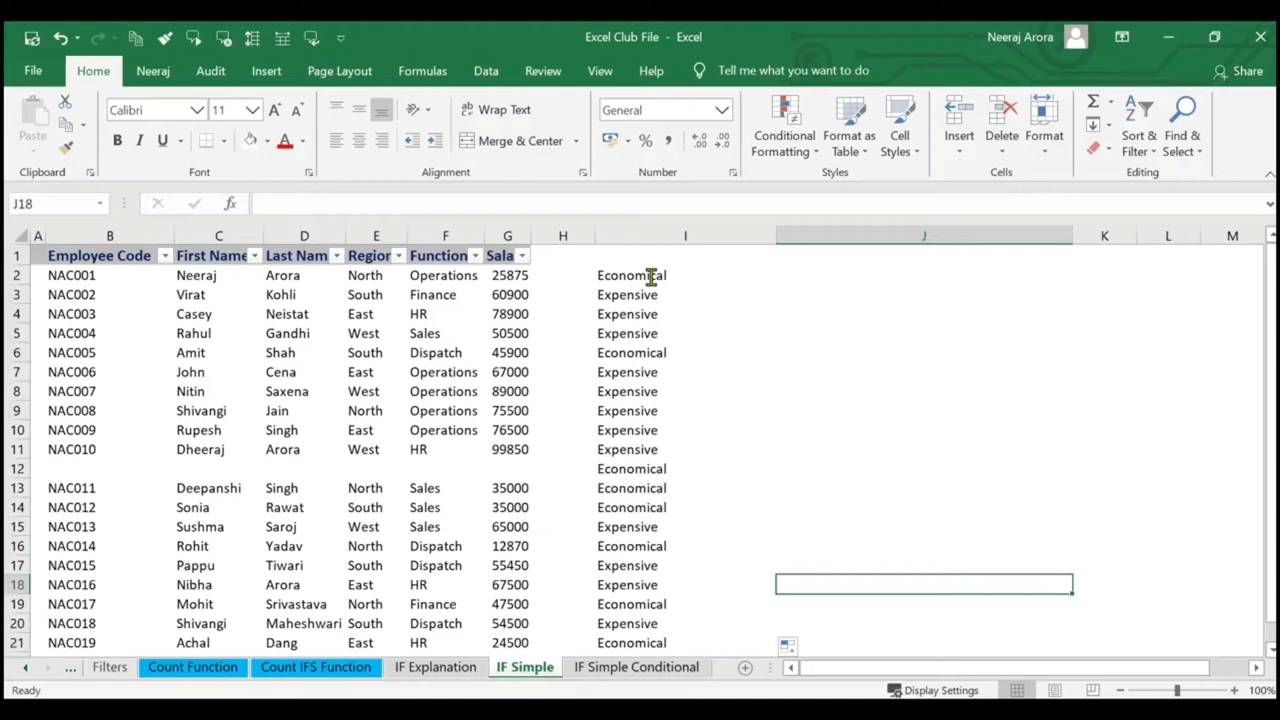 Excel Club File - Excel
Neeraj Arora
File Home Neeraj Audit Insert Page Layout Formulas Data Review View Help Tell me what you want to do Share
Calibri 11 Wrap Text General
Paste B I U A Merge & Center % Conditional Formatting Format as Table Cell Styles Insert Delete Format Sort & Filter Find & Select
Clipboard Font Alignment Number Styles Cells Editing
J18 fx
A B C D E F G H I J K L M
1 Employee Code First Name Last Nam Region Function Sala
2 NAC001 Neeraj Arora North Operations 25875 Economical
3 NAC002 Virat Kohli South Finance 60900 Expensive
4 NAC003 Casey Neistat East HR 78900 Expensive
5 NAC004 Rahul Gandhi West Sales 50500 Expensive
6 NAC005 Amit Shah South Dispatch 45900 Economical
7 NAC006 John Cena East Operations 67000 Expensive
8 NAC007 Nitin Saxena West Operations 89000 Expensive
9 NAC008 Shivangi Jain North Operations 75500 Expensive
10 NAC009 Rupesh Singh East Operations 76500 Expensive
11 NAC010 Dheeraj Arora West HR 99850 Expensive
12 Economical
13 NAC011 Deepanshi Singh North Sales 35000 Economical
14 NAC012 Sonia Rawat South Sales 35000 Economical
15 NAC013 Sushma Saroj West Sales 65000 Expensive
16 NAC014 Rohit Yadav North Dispatch 12870 Economical
17 NAC015 Pappu Tiwari South Dispatch 55450 Expensive
18 NAC016 Nibha Arora East HR 67500 Expensive
19 NAC017 Mohit Srivastava North Finance 47500 Economical
20 NAC018 Shivangi Maheshwari South Dispatch 54500 Expensive
21 NAC019 Achal Dang East HR 24500 Economical
... Filters Count Function Count IFS Function IF Explanation IF Simple IF Simple Conditional
Ready Display Settings 100%